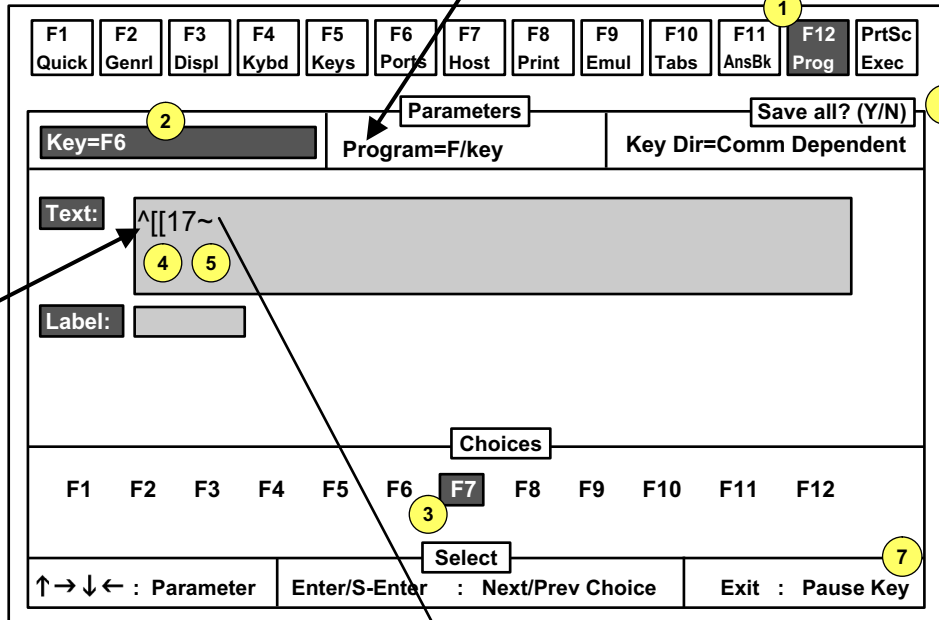 1
F1 F2 F3 F4 F5 F6 F7 F8 F9 F10 F11 F12 PrtSc
Quick Genrl Displ Kybd Keys Ports Host Print Emul Tabs AnsBk Prog Exec
Parameters Save all? (Y/N)
2
Key=F6 Program=F/key Key Dir=Comm Dependent
Text: ^[[17~
4 5
Label:
Choices
F1 F2 F3 F4 F5 F6 F7 F8 F9 F10 F11 F12
3
Select
7
↑→↓← : Parameter Enter/S-Enter : Next/Prev Choice Exit : Pause Key